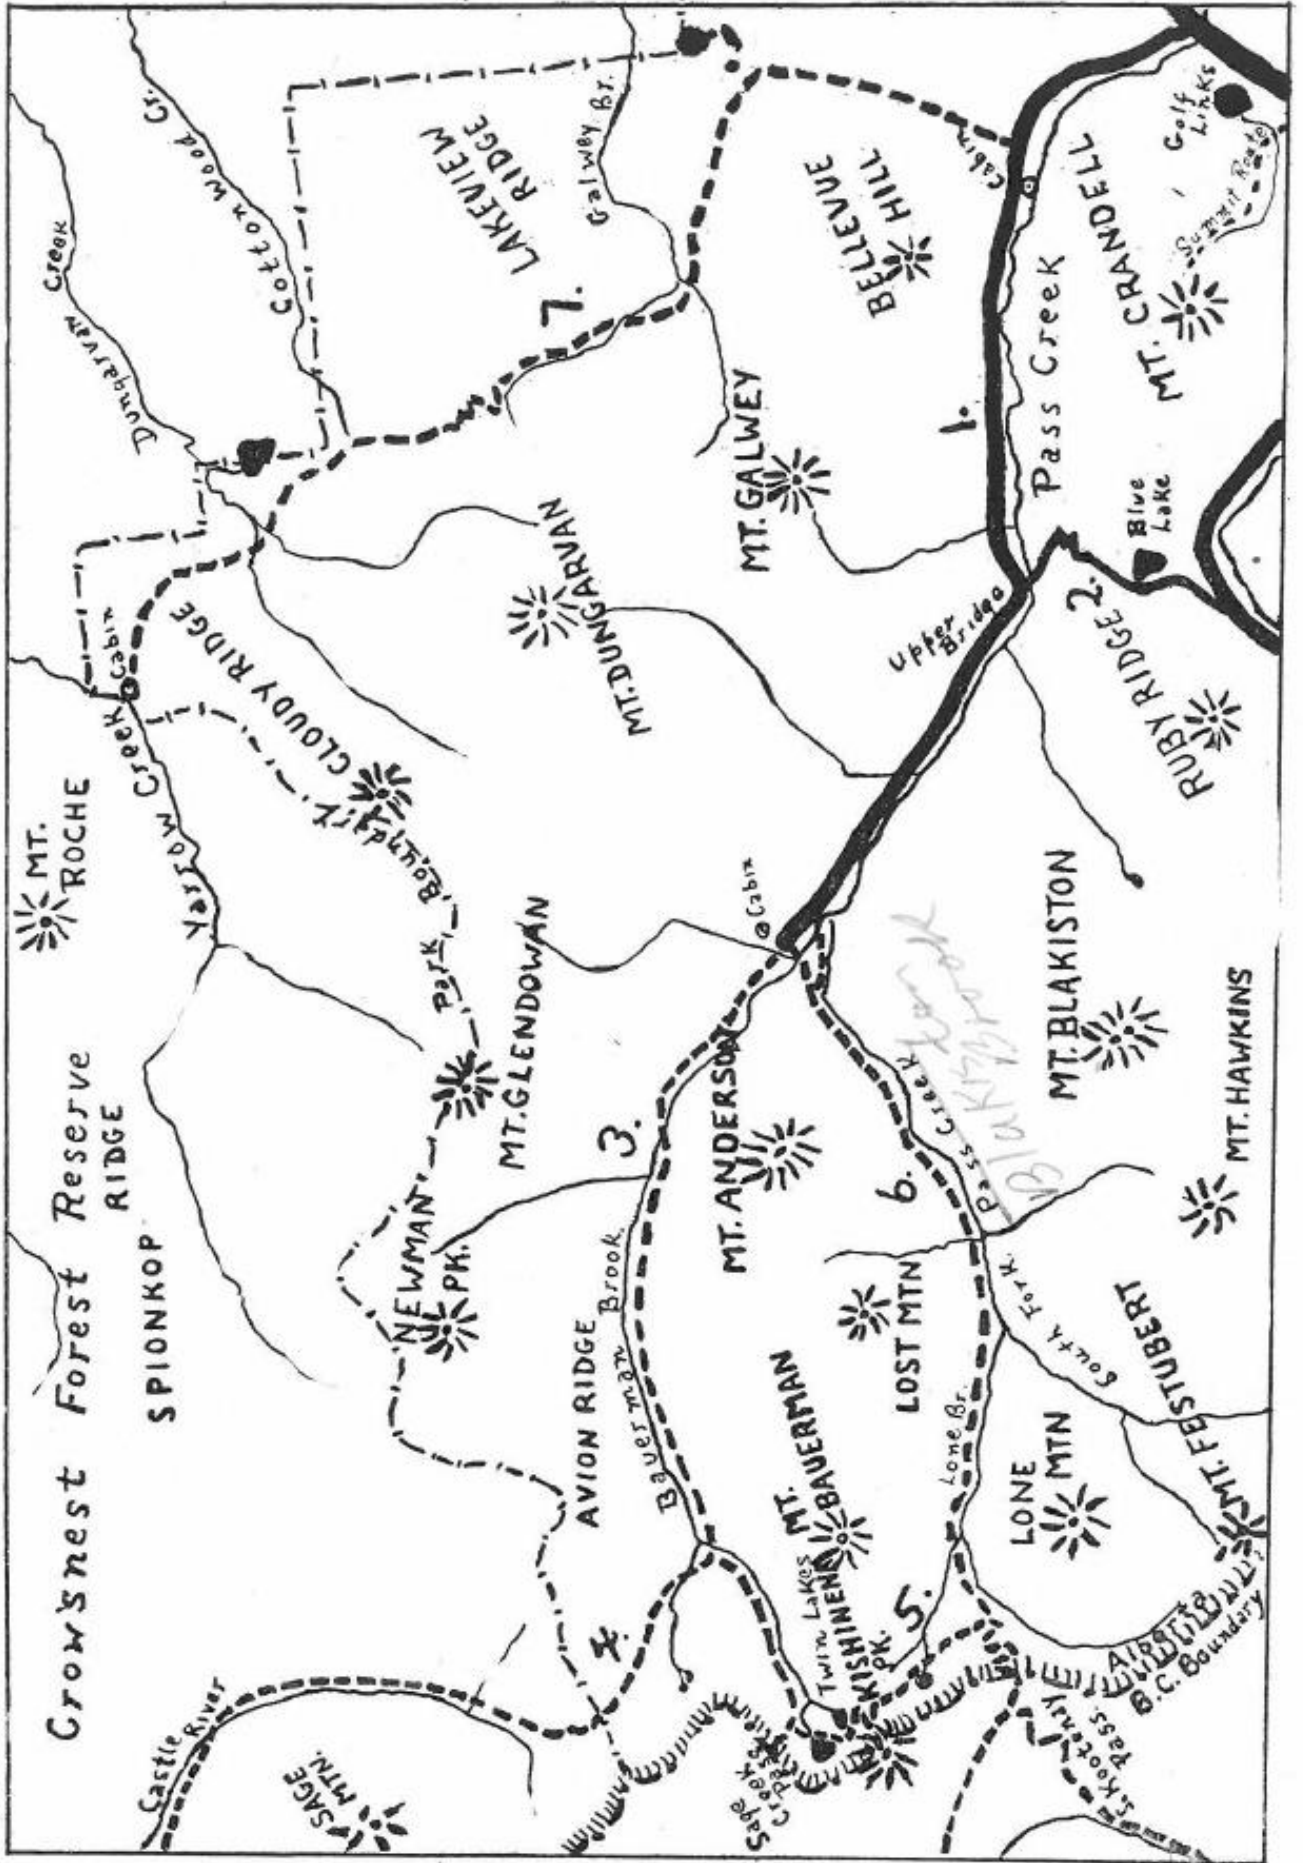 Crowsnest Forest Reserve
SPIONKOP
RIDGE
MT.
ROCHE
Yarrow Creek
Cabin
Dungarvan Creek
Cottonwood Cr.
Castle River
SAGE
MTN.
NEWMAN
PK.
Park Boundary
CLOUDY RIDGE
MT. GLENDOWAN
LAKEVIEW
RIDGE
7.
Galwey Br.
AVION RIDGE
Bauerman Brook.
3.
4.
MT. DUNGARVAN
MT. GALWEY
BELLEVUE
HILL
Cabin
Sage
Creek
Pass
Twin Lakes
KISHINENA
PK.
MT.
BAUERMAN
MT. ANDERSON
LOST MTN
5.
6.
Cabin
Upper
Bridge
1.
Pass Creek
Lone Br.
South Fork.
Pass Creek
Blakiston
Brook
LONE
MTN
MT. BLAKISTON
2.
Blue
Lake
MT. CRANDELL
Golf
Links
Summit Route
S. Kootenay
Pass.
Alberta
B.C. Boundary
MT. FESTUBERT
MT. HAWKINS
RUBY RIDGE